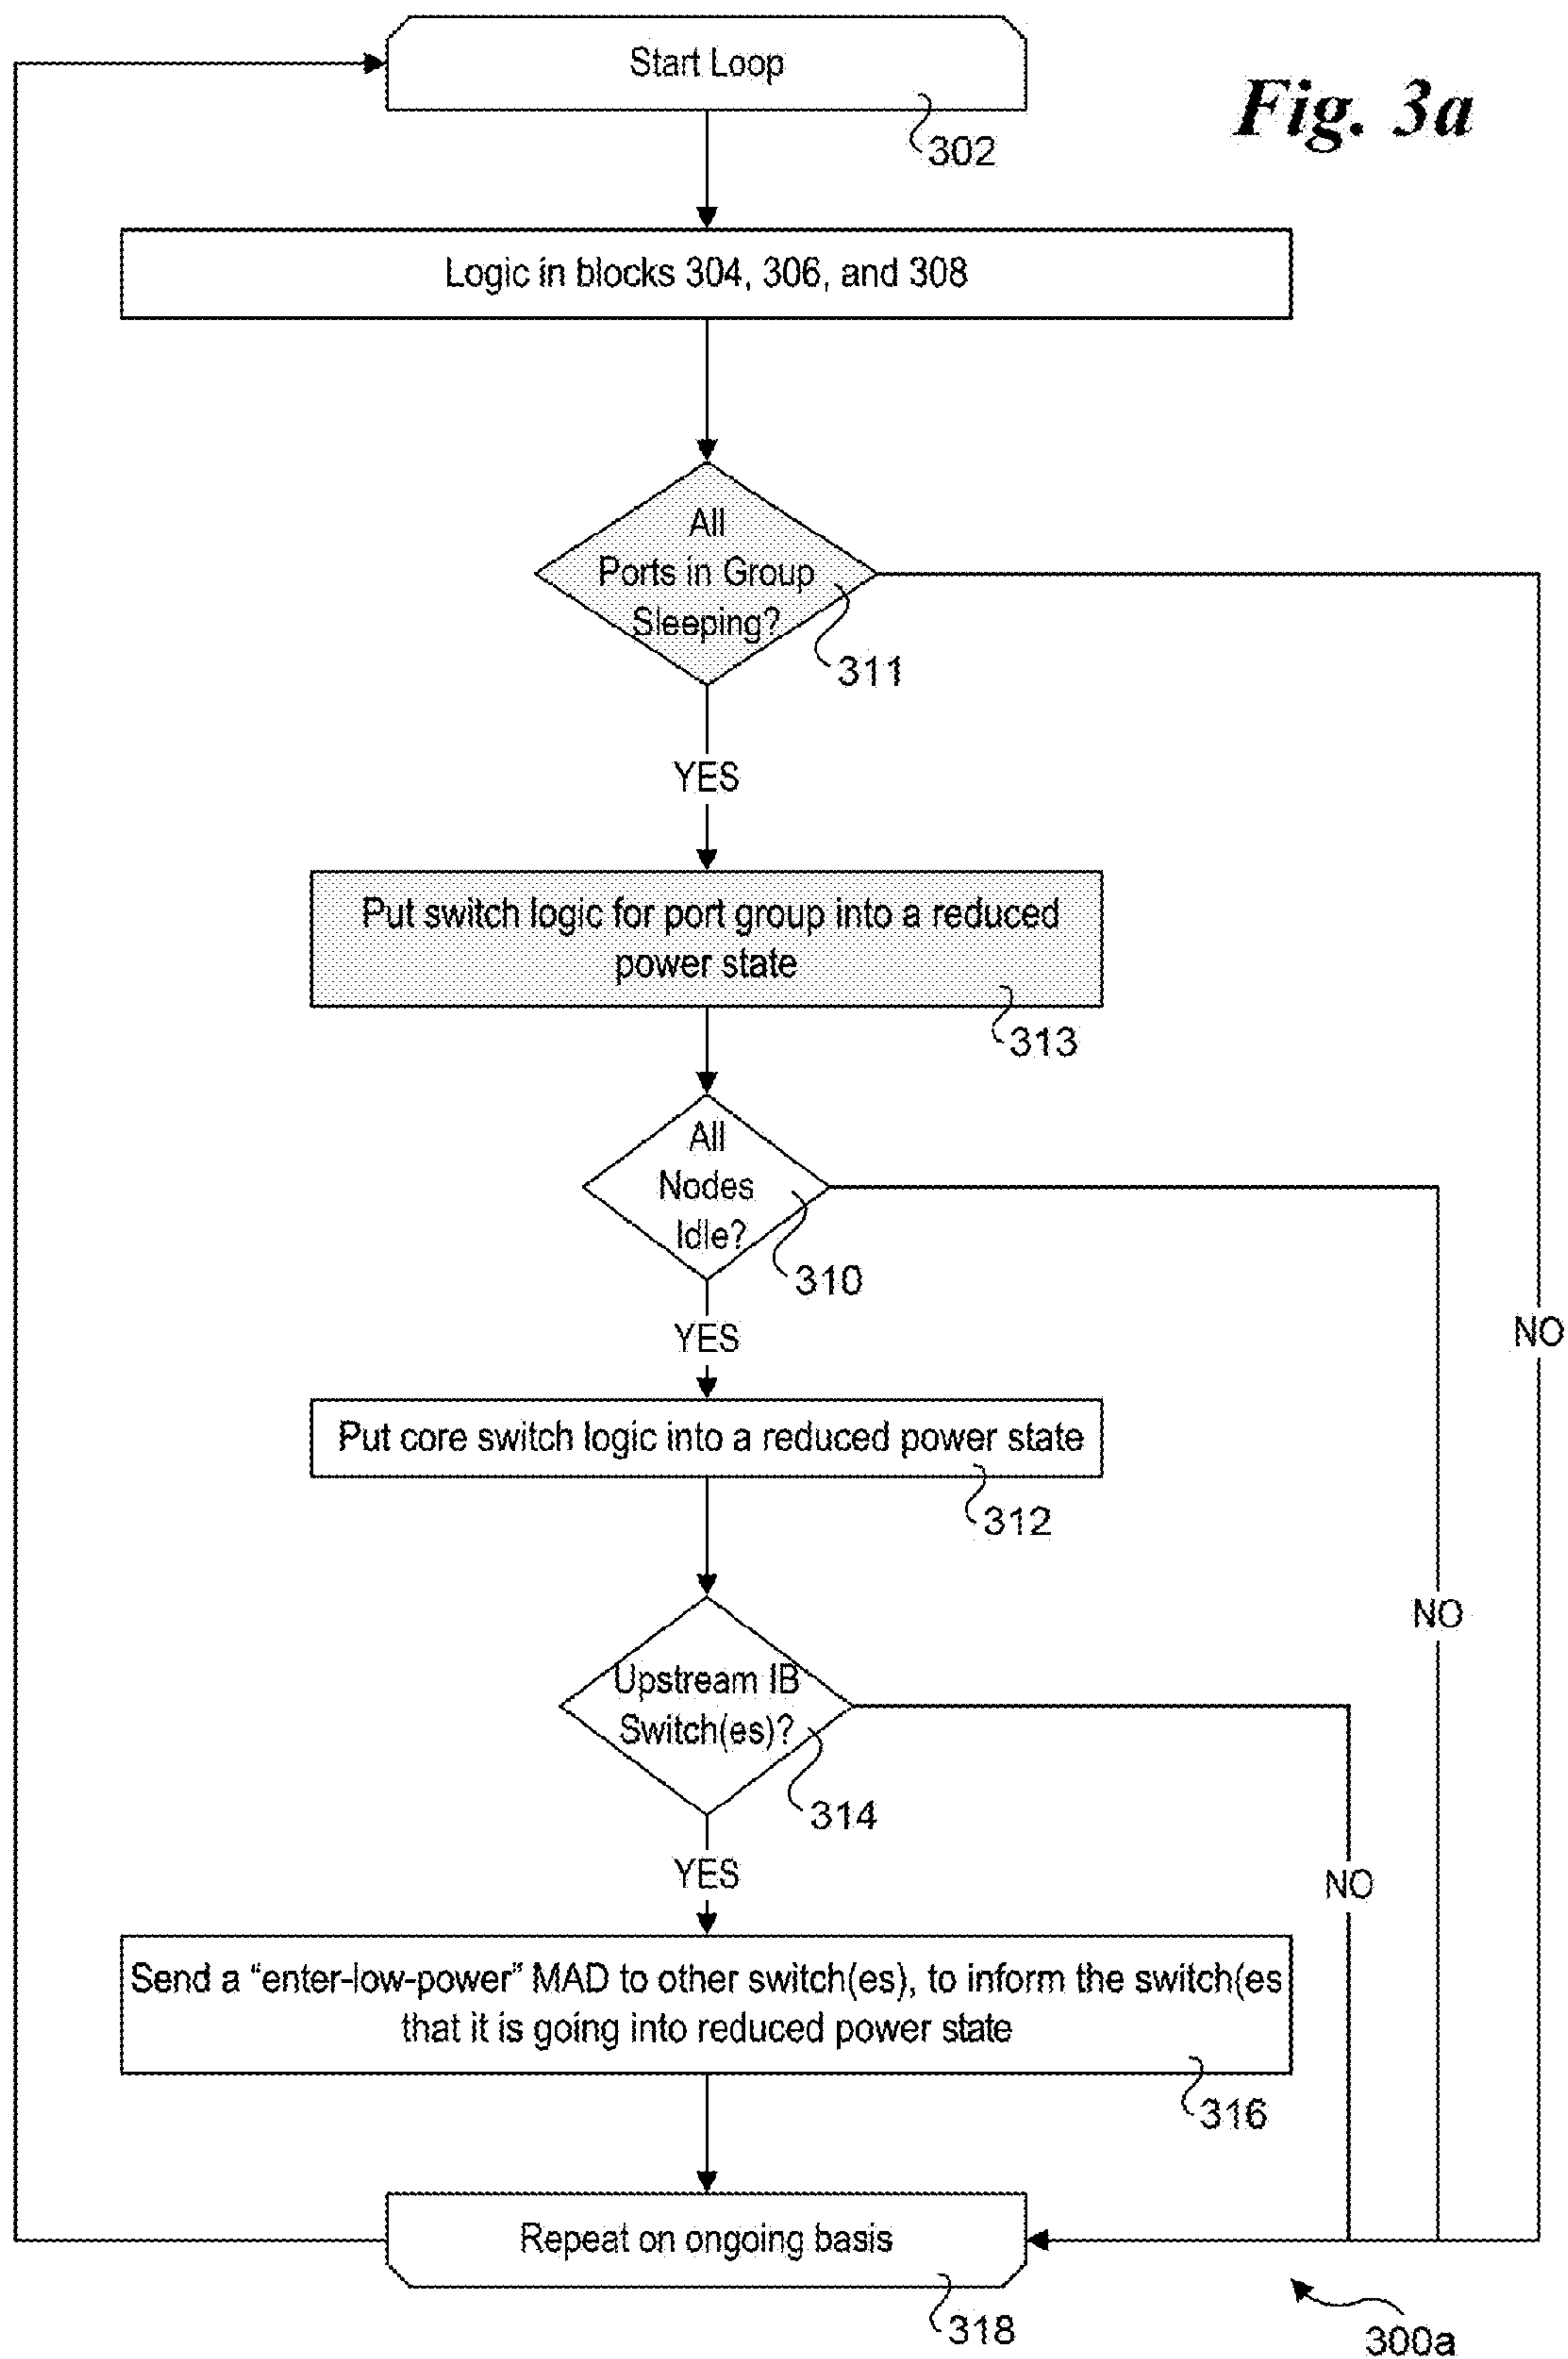 Start Loop
Fig. 3a
302
Logic in blocks 304, 306, and 308
All
Ports in Group
Sleeping?
311
YES
Put switch logic for port group into a reduced
power state
313
All
Nodes
Idle?
310
YES
NO
Put core switch logic into a reduced power state
312
NO
Upstream IB
Switch(es)?
314
YES
NO
Send a “enter-low-power” MAD to other switch(es), to inform the switch(es
that it is going into reduced power state
316
Repeat on ongoing basis
318
300a